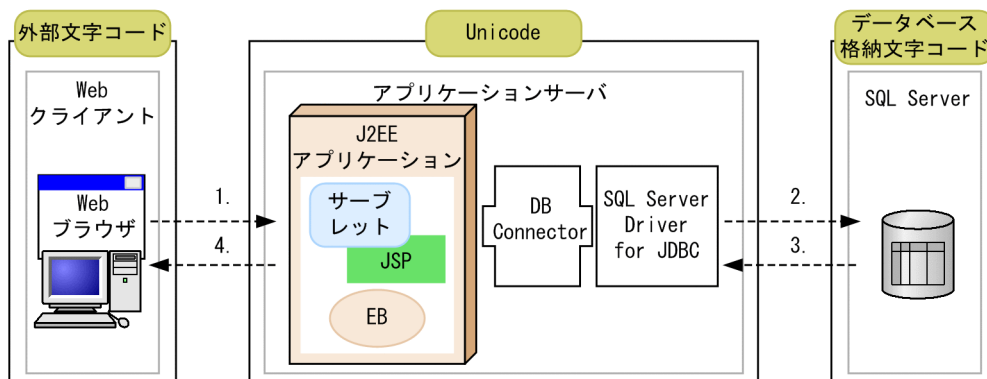 外部文字コード
Unicode
データベース
格納文字コード
Web
クライアント
Web
ブラウザ
1.
4.
アプリケーションサーバ
J2EE
アプリケーション
サーブ
レット
JSP
EB
DB
Connector
SQL Server
Driver
for JDBC
2.
3.
SQL Server